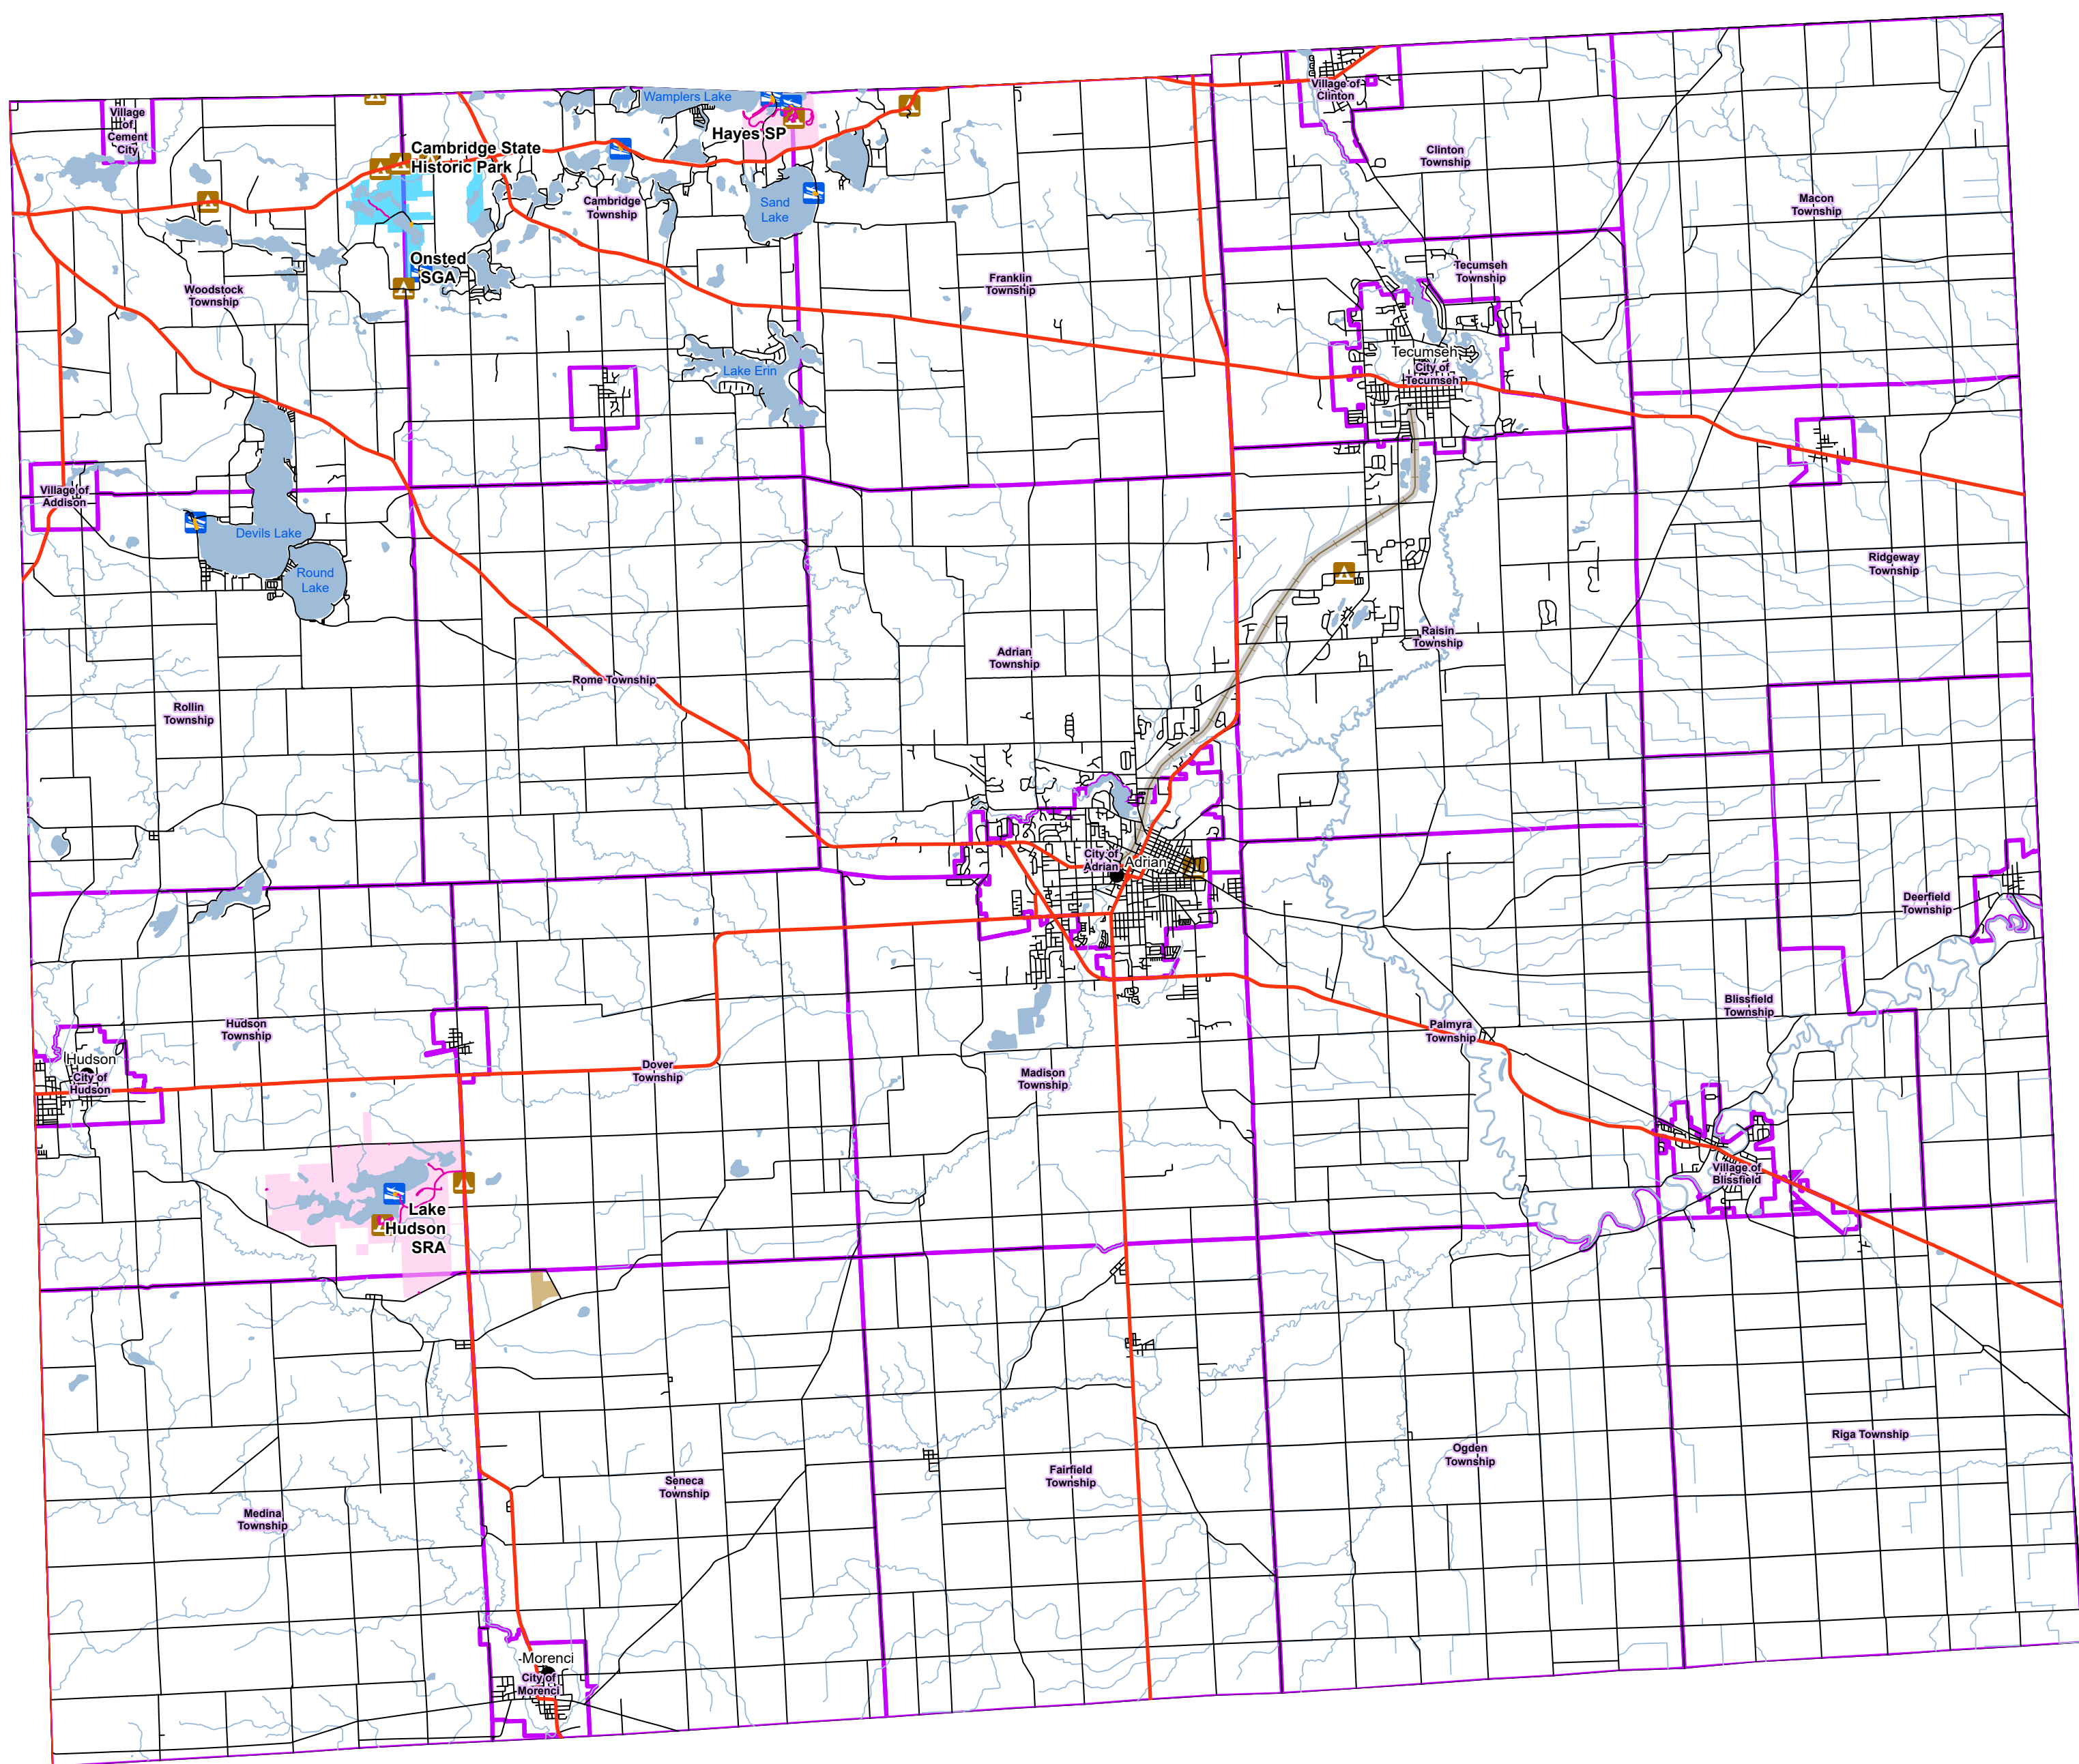 Wamplers Lake
Village of
Clinton
Village
of
Cement
City
Hayes SP
Cambridge State
Historic Park
Clinton
Township
Cambridge
Township
Sand
Lake
Macon
Township
Onsted
SGA
Woodstock
Township
Franklin
Township
Tecumseh
Township
Tecumseh
City of
Tecumseh
Lake Erin
Village of
Addison
Devils Lake
Round
Lake
Ridgeway
Township
Raisin
Township
Adrian
Township
Rome Township
Rollin
Township
City of
Adrian
Adrian
Deerfield
Township
Blissfield
Township
Hudson
Township
Palmyra
Township
Hudson
City of
Hudson
Dover
Township
Madison
Township
Village of
Blissfield
Lake
Hudson
SRA
Riga Township
Ogden
Township
Fairfield
Township
Seneca
Township
Medina
Township
Morenci
City of
Morenci